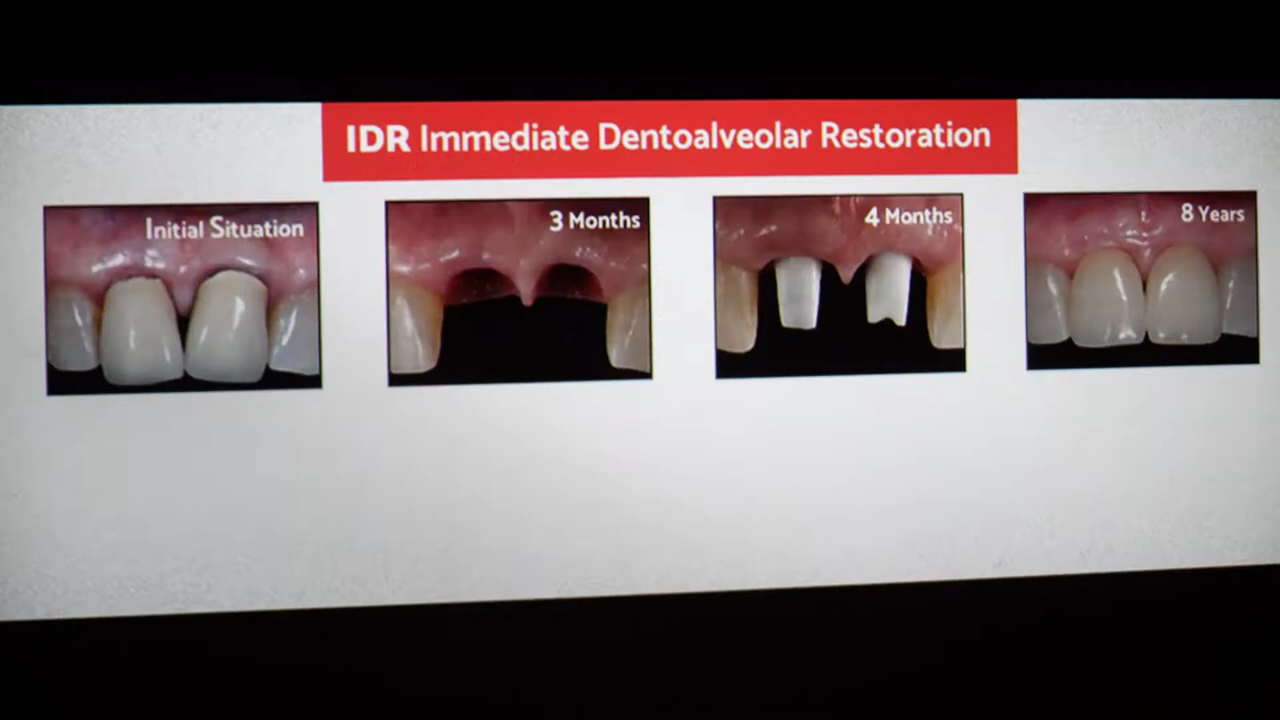 IDR Immediate Dentoalveolar Restoration
Initial Situation
3 Months
4 Months
8 Years